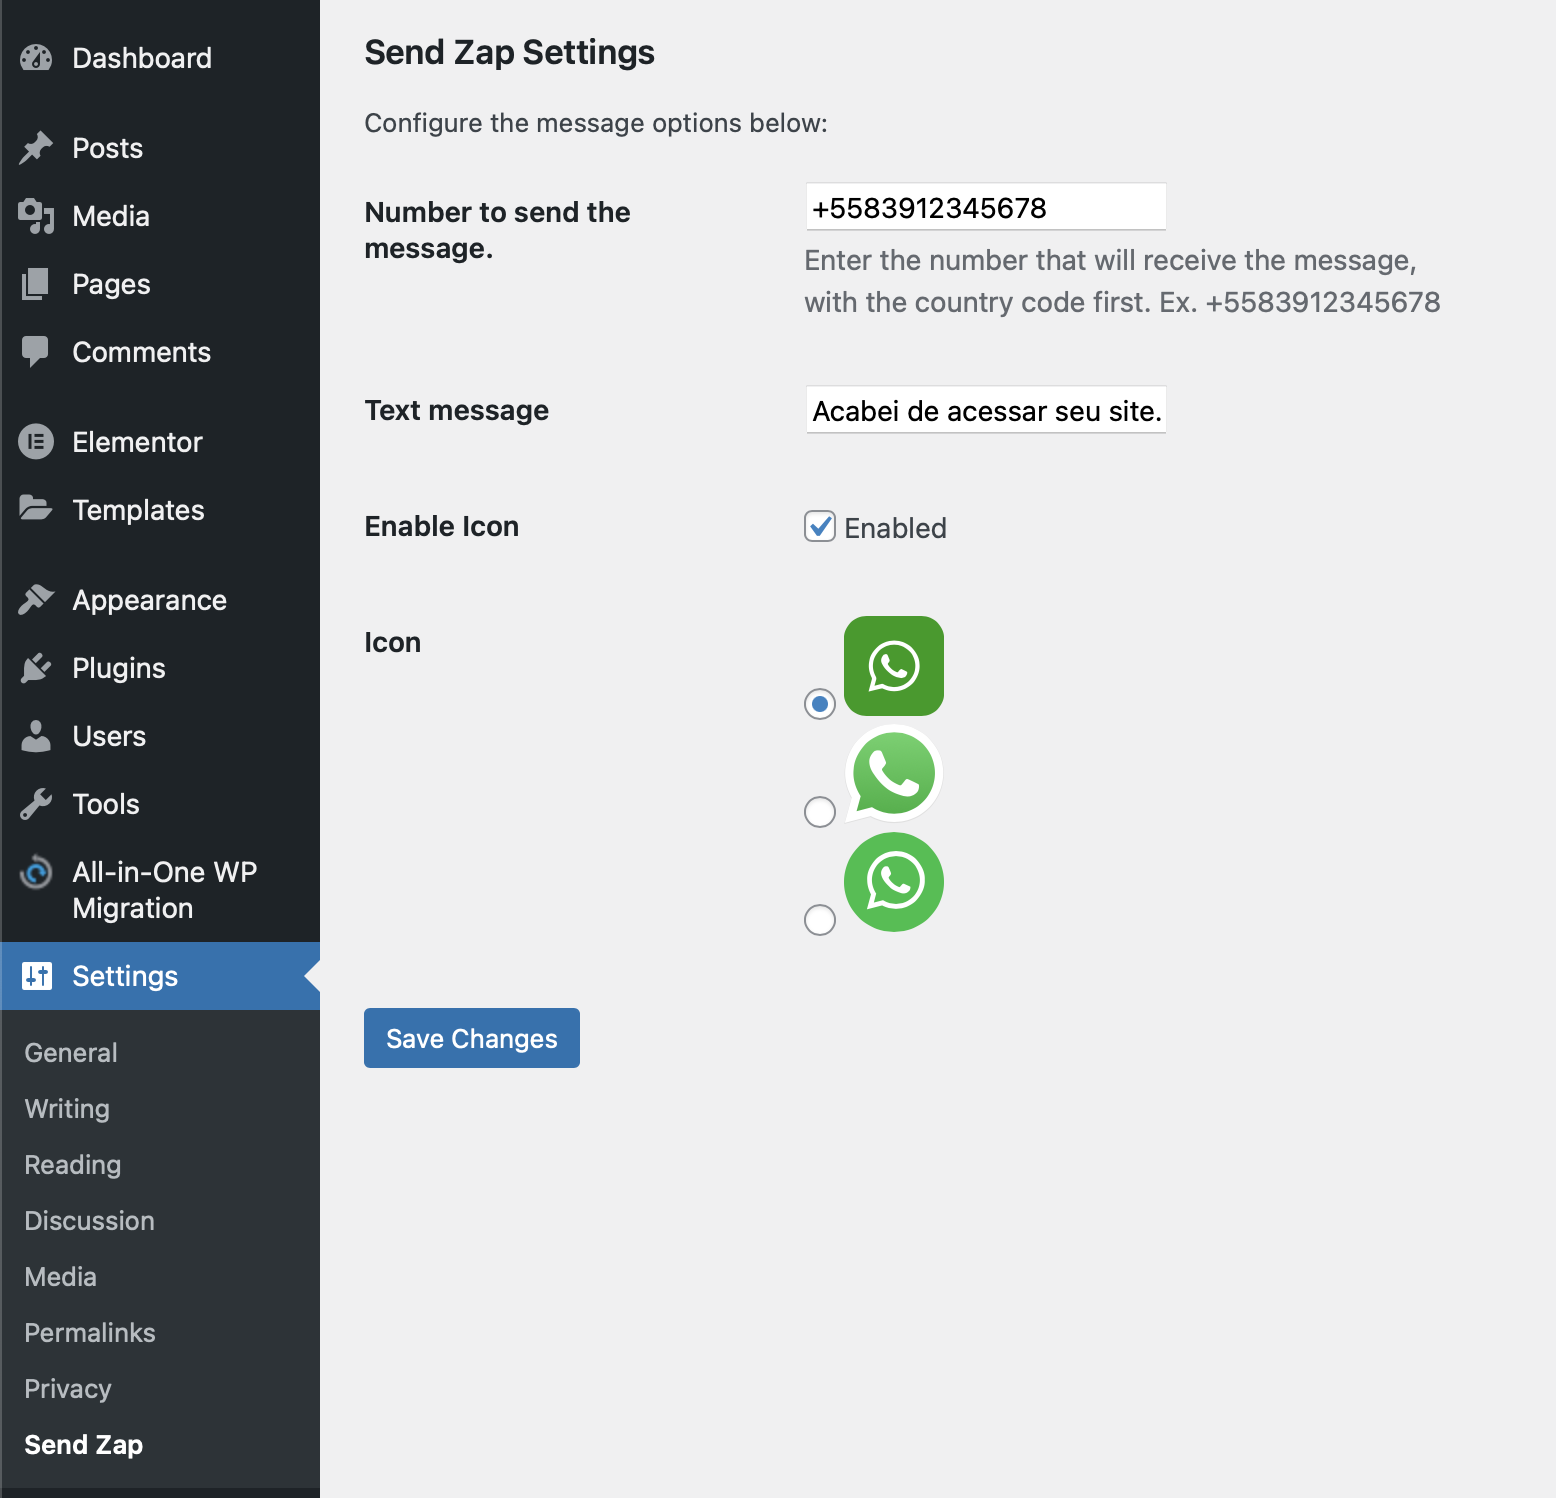 Dashboard
Posts
Media
Pages
Comments
Elementor
Templates
Appearance
Plugins
Users
Tools
All-in-One WP
Migration
Settings
General
Writing
Reading
Discussion
Media
Permalinks
Privacy
Send Zap
Send Zap Settings
Configure the message options below:
Number to send the
message.
+5583912345678
Enter the number that will receive the message,
with the country code first. Ex. +5583912345678
Text message
Acabei de acessar seu site.
Enable Icon
Enabled
Icon
Save Changes